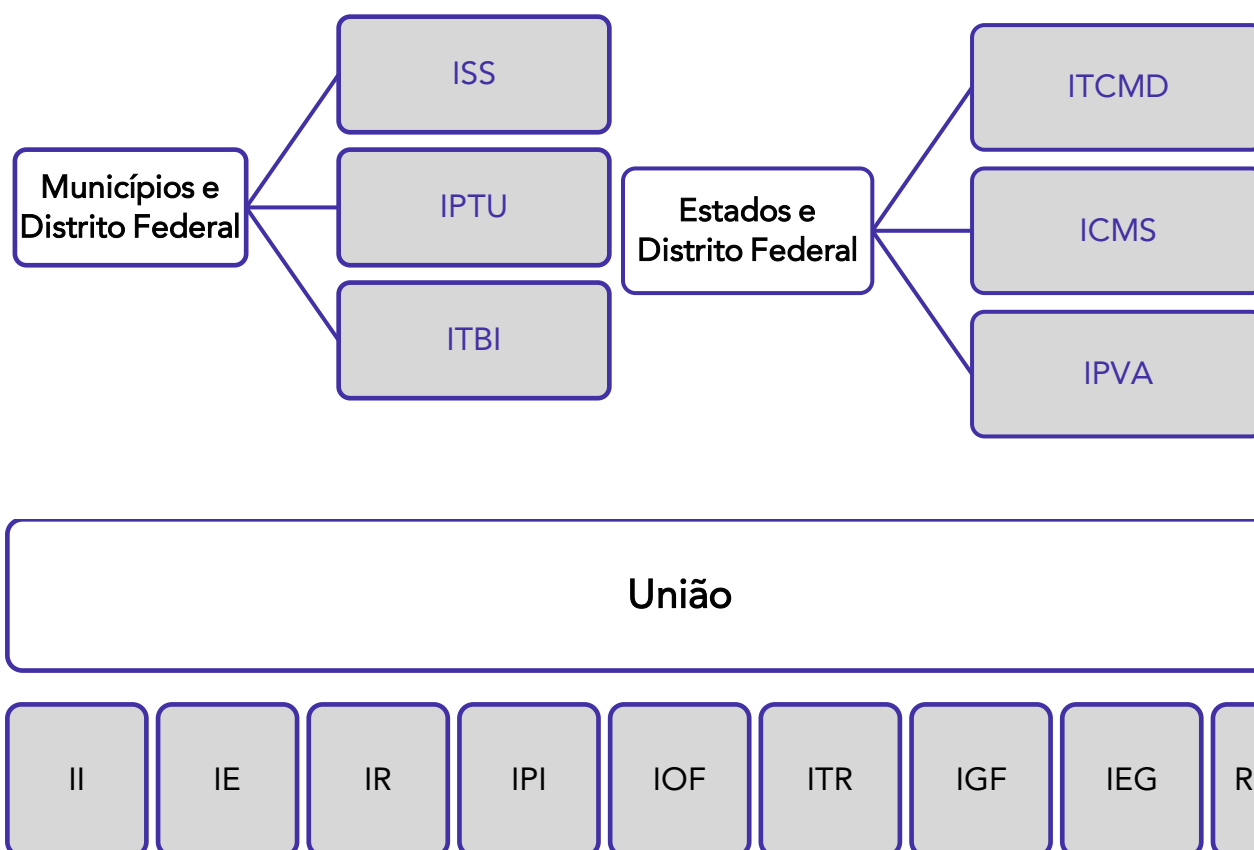 Municípios e
Distrito Federal
ISS
IPTU
ITBI
Estados e
Distrito Federal
ITCMD
ICMS
IPVA
União
II
IE
IR
IPI
IOF
ITR
IGF
IEG